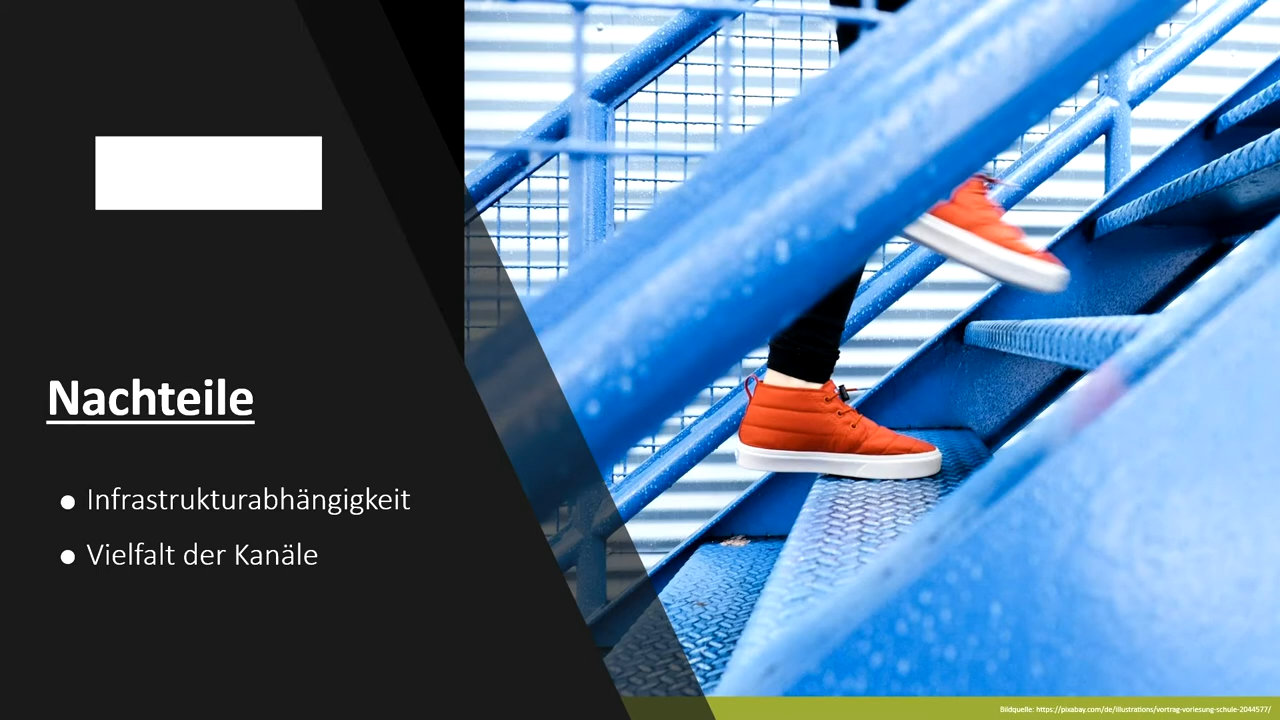 Nachteile
● Infrastrukturabhängigkeit
● Vielfalt der Kanäle
Bildquelle: https://pixabay.com/de/illustrations/vortrag-vorlesung-schule-2044577/